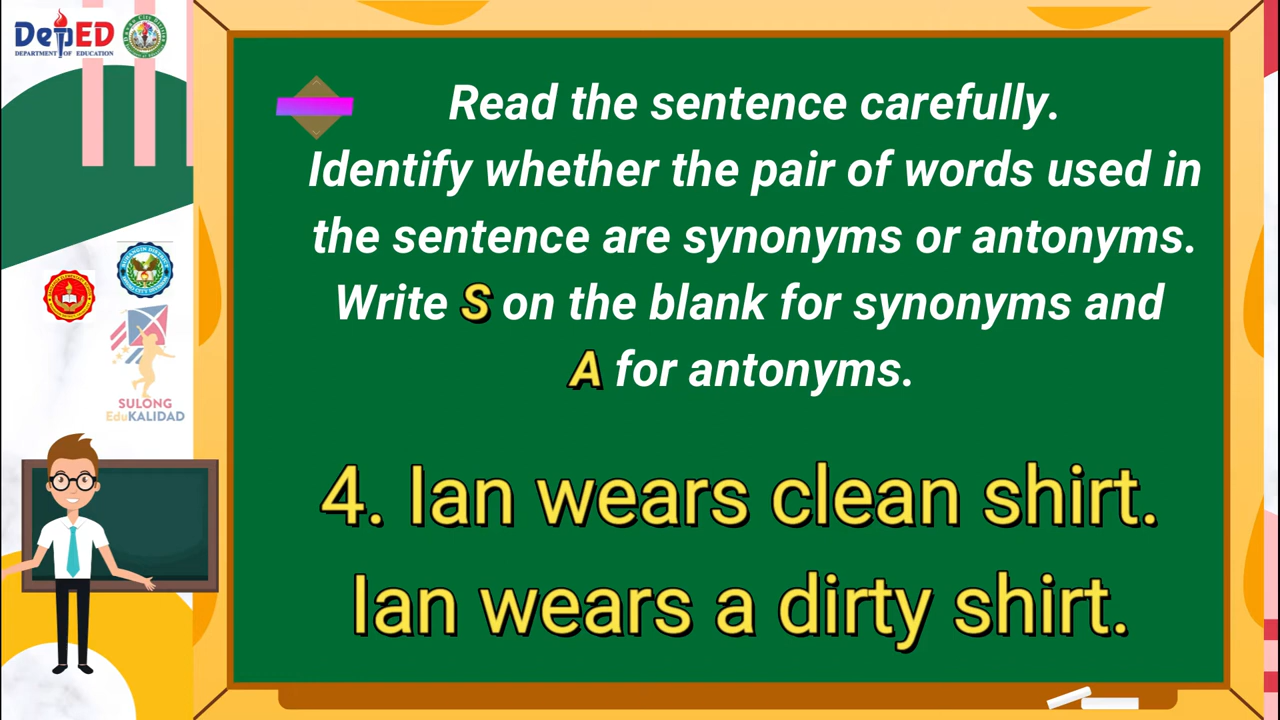 DepED
DEPARTMENT OF EDUCATION
Read the sentence carefully.
Identify whether the pair of words used in
the sentence are synonyms or antonyms.
Write S on the blank for synonyms and
A for antonyms.
SULONG
EduKALIDAD
4. Ian wears clean shirt.
Ian wears a dirty shirt.